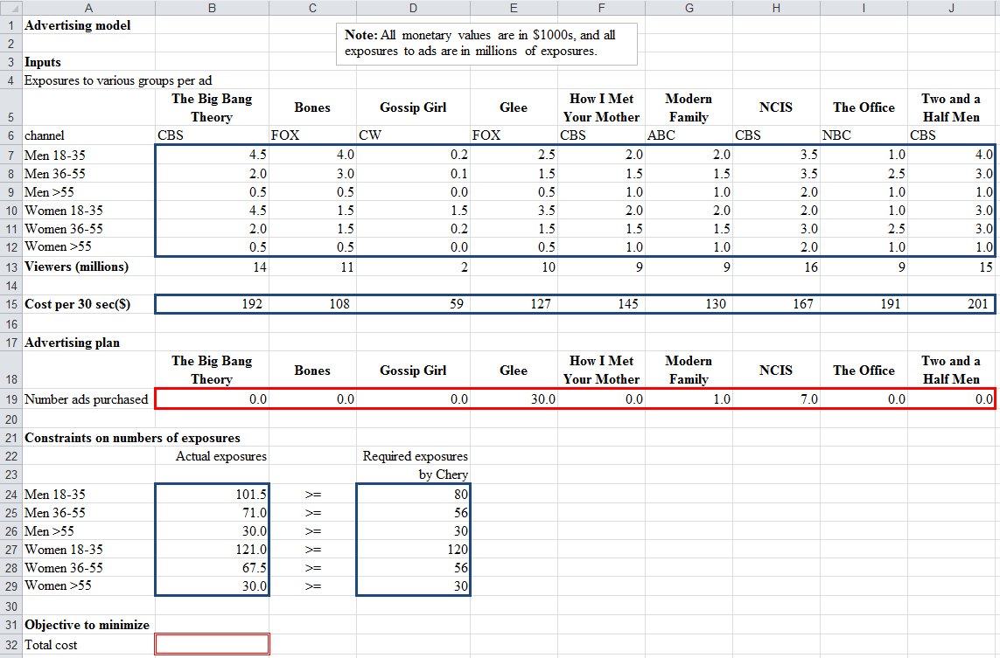 A B C D E F G H I J
1 Advertising model
Note: All monetary values are in $1000s, and all
exposures to ads are in millions of exposures.
2
3 Inputs
4 Exposures to various groups per ad
The Big Bang How I Met Modern Two and a
5 Theory Bones Gossip Girl Glee Your Mother Family NCIS The Office Half Men
6 channel CBS FOX CW FOX CBS ABC CBS NBC CBS
7 Men 18-35 4.5 4.0 0.2 2.5 2.0 2.0 3.5 1.0 4.0
8 Men 36-55 2.0 3.0 0.1 1.5 1.5 1.5 3.5 2.5 3.0
9 Men >55 0.5 0.5 0.0 0.5 1.0 1.0 2.0 1.0 1.0
10 Women 18-35 4.5 1.5 1.5 3.5 2.0 2.0 2.0 1.0 3.0
11 Women 36-55 2.0 1.5 0.2 1.5 1.5 1.5 3.0 2.5 3.0
12 Women >55 0.5 0.5 0.0 0.5 1.0 1.0 2.0 1.0 1.0
13 Viewers (millions) 14 11 2 10 9 9 16 9 15
14
15 Cost per 30 sec($) 192 108 59 127 145 130 167 191 201
16
17 Advertising plan
The Big Bang How I Met Modern Two and a
18 Theory Bones Gossip Girl Glee Your Mother Family NCIS The Office Half Men
19 Number ads purchased 0.0 0.0 0.0 30.0 0.0 1.0 7.0 0.0 0.0
20
21 Constraints on numbers of exposures
22 Actual exposures Required exposures
23 by Chery
24 Men 18-35 101.5 >= 80
25 Men 36-55 71.0 >= 56
26 Men >55 30.0 >= 30
27 Women 18-35 121.0 >= 120
28 Women 36-55 67.5 >= 56
29 Women >55 30.0 >= 30
30
31 Objective to minimize
32 Total cost